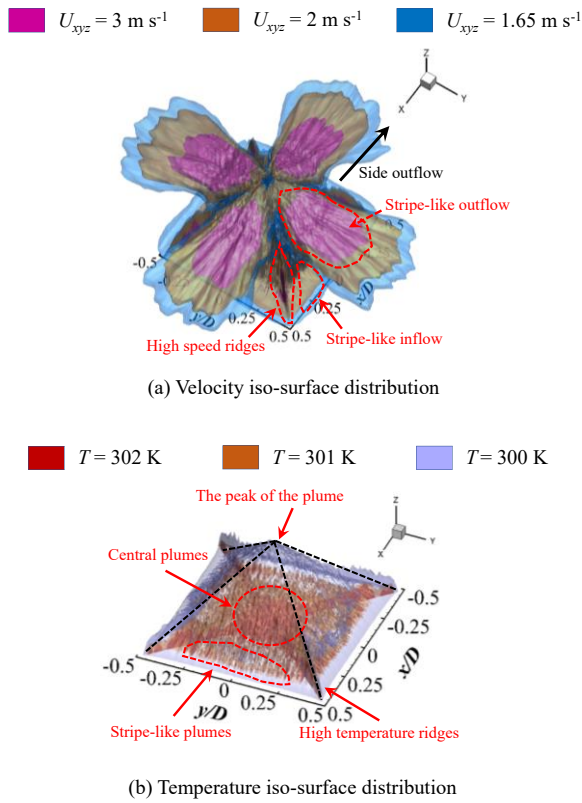 U_xyz = 3 m s⁻¹ U_xyz = 2 m s⁻¹ U_xyz = 1.65 m s⁻¹
Z
X
Y
Side outflow
Stripe-like outflow
0.5
-0.5
0.25
0.25
y/D
y/D
0.5 0.5
High speed ridges
Stripe-like inflow
(a) Velocity iso-surface distribution
T = 302 K T = 301 K T = 300 K
The peak of the plume
Z
X
Y
Central plumes
-0.5
-0.25
0
0.25
0.5
x/D
-0.5
-0.25
0
0.25
0.5
y/D
Stripe-like plumes
High temperature ridges
(b) Temperature iso-surface distribution